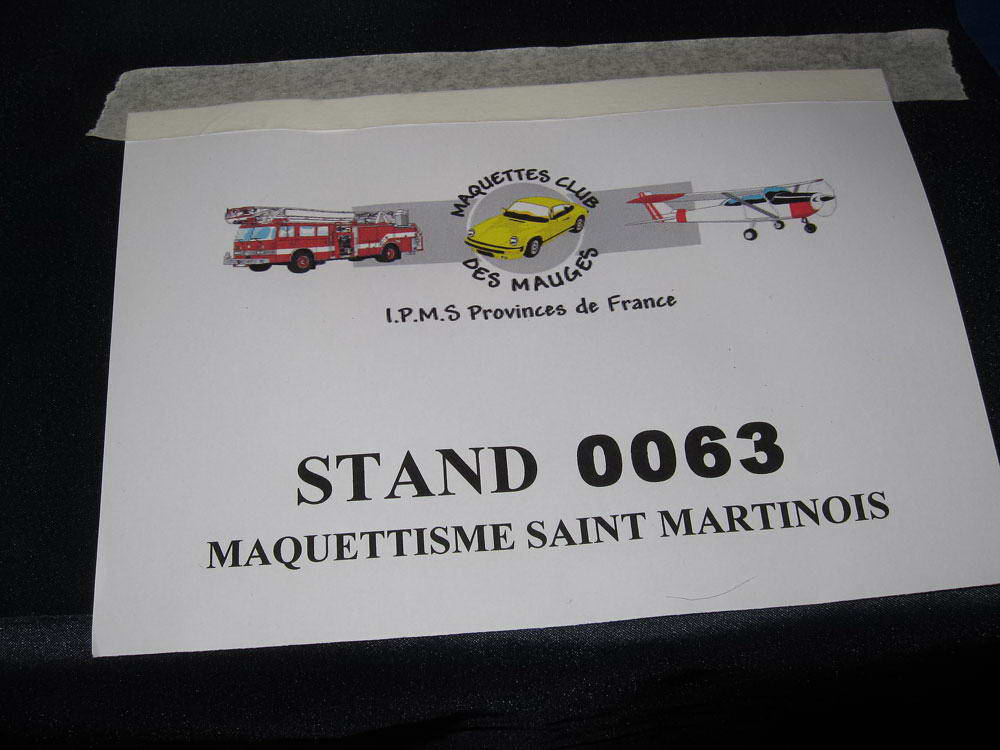 MAQUETTES CLUB
DES MAUGES
I.P.M.S Provinces de France
STAND 0063
MAQUETTISME SAINT MARTINOIS